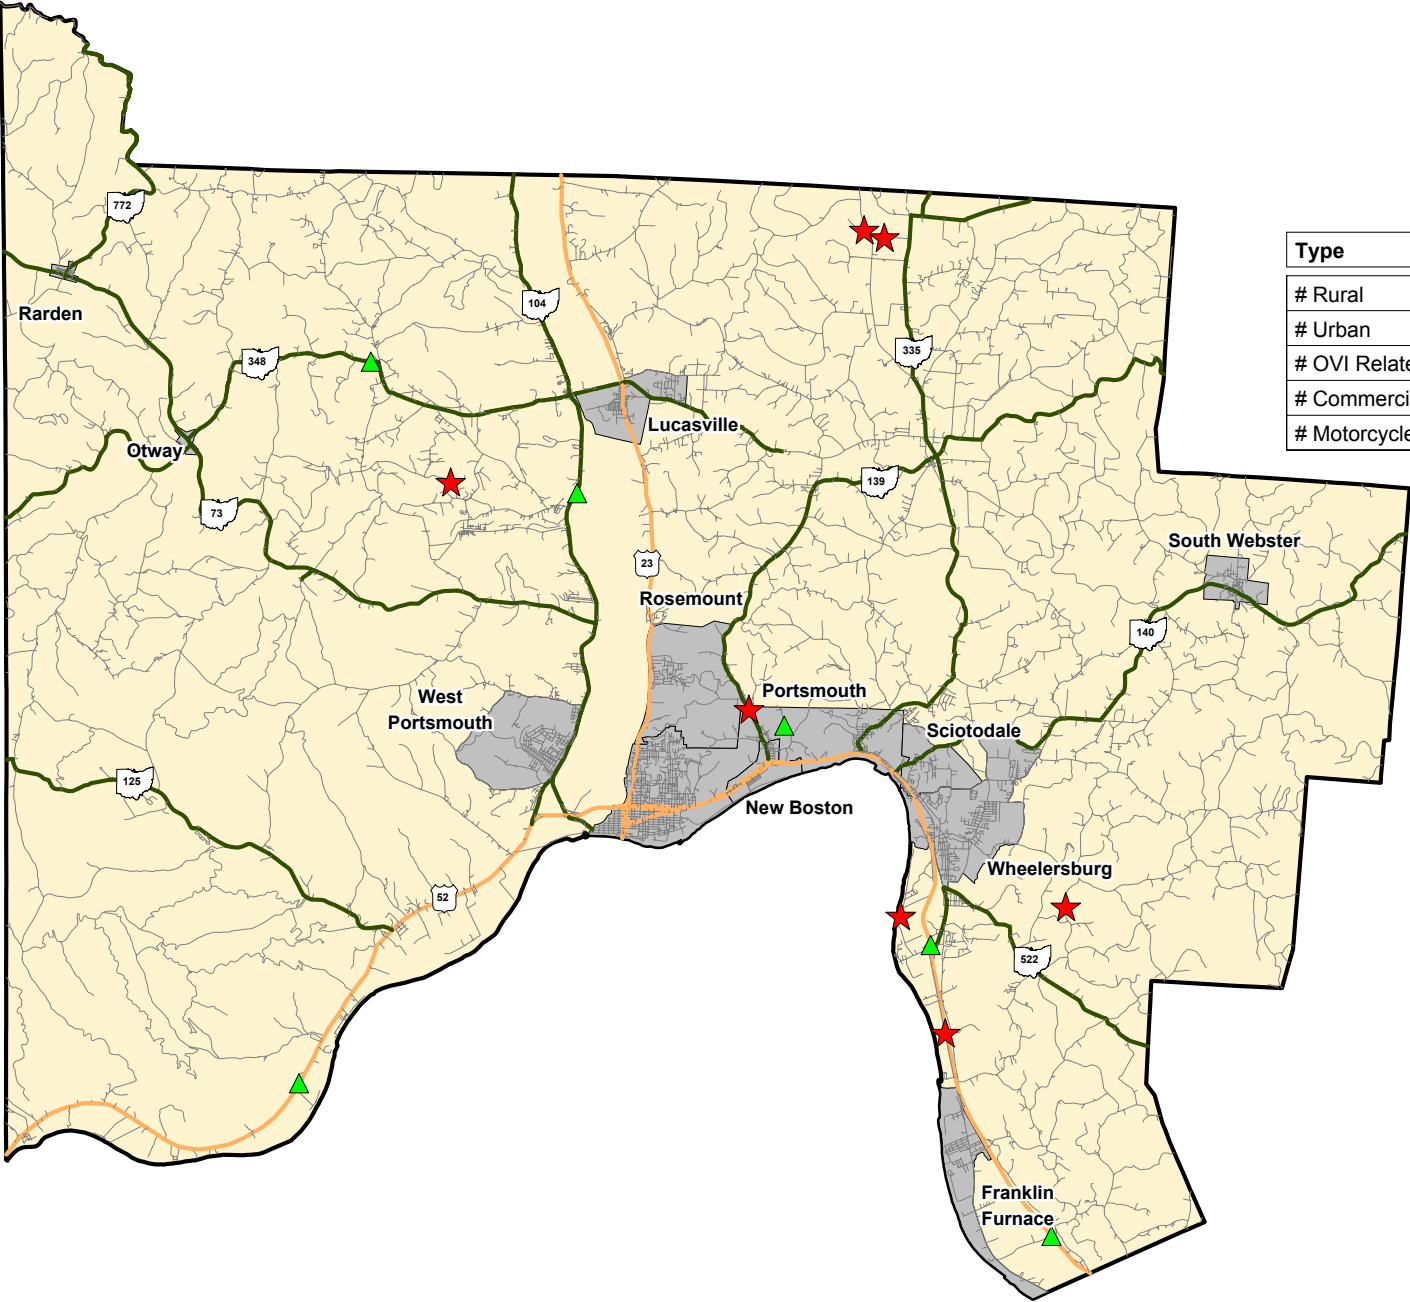 772
Type
# Rural
# Urban
# OVI Relate
# Commerci
# Motorcycle
104
Rarden
335
348
Lucasville
Otway
139
73
South Webster
23
Rosemount
140
West
Portsmouth
Portsmouth
Sciotodale
125
New Boston
Wheelersburg
52
522
Franklin
Furnace